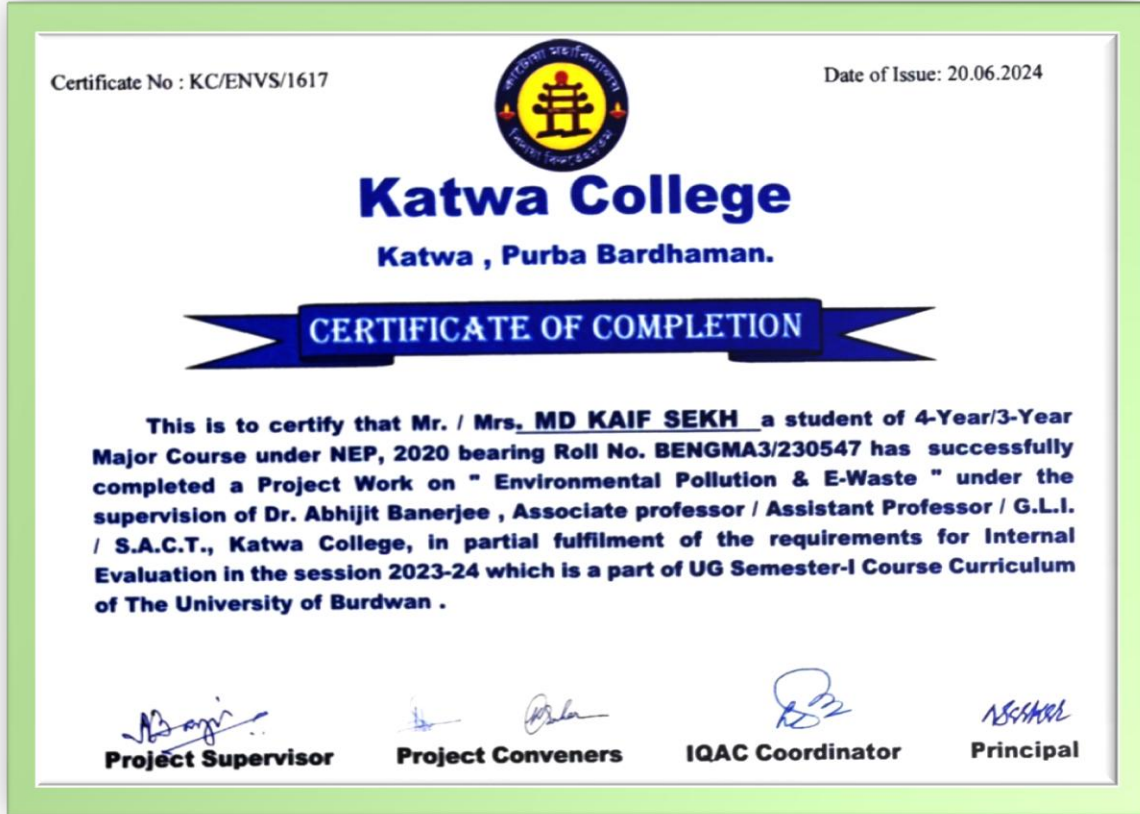 Certificate No : KC/ENVS/1617
Date of Issue: 20.06.2024
কাটোয়া মহাবিদ্যালয়
Katwa College
Katwa , Purba Bardhaman.
CERTIFICATE OF COMPLETION
This is to certify that Mr. / Mrs. MD KAIF SEKH a student of 4-Year/3-Year
Major Course under NEP, 2020 bearing Roll No. BENGMA3/230547 has successfully
completed a Project Work on " Environmental Pollution & E-Waste " under the
supervision of Dr. Abhijit Banerjee , Associate professor / Assistant Professor / G.L.I.
/ S.A.C.T., Katwa College, in partial fulfilment of the requirements for Internal
Evaluation in the session 2023-24 which is a part of UG Semester-I Course Curriculum
of The University of Burdwan .
Project Supervisor
Project Conveners
IQAC Coordinator
Principal